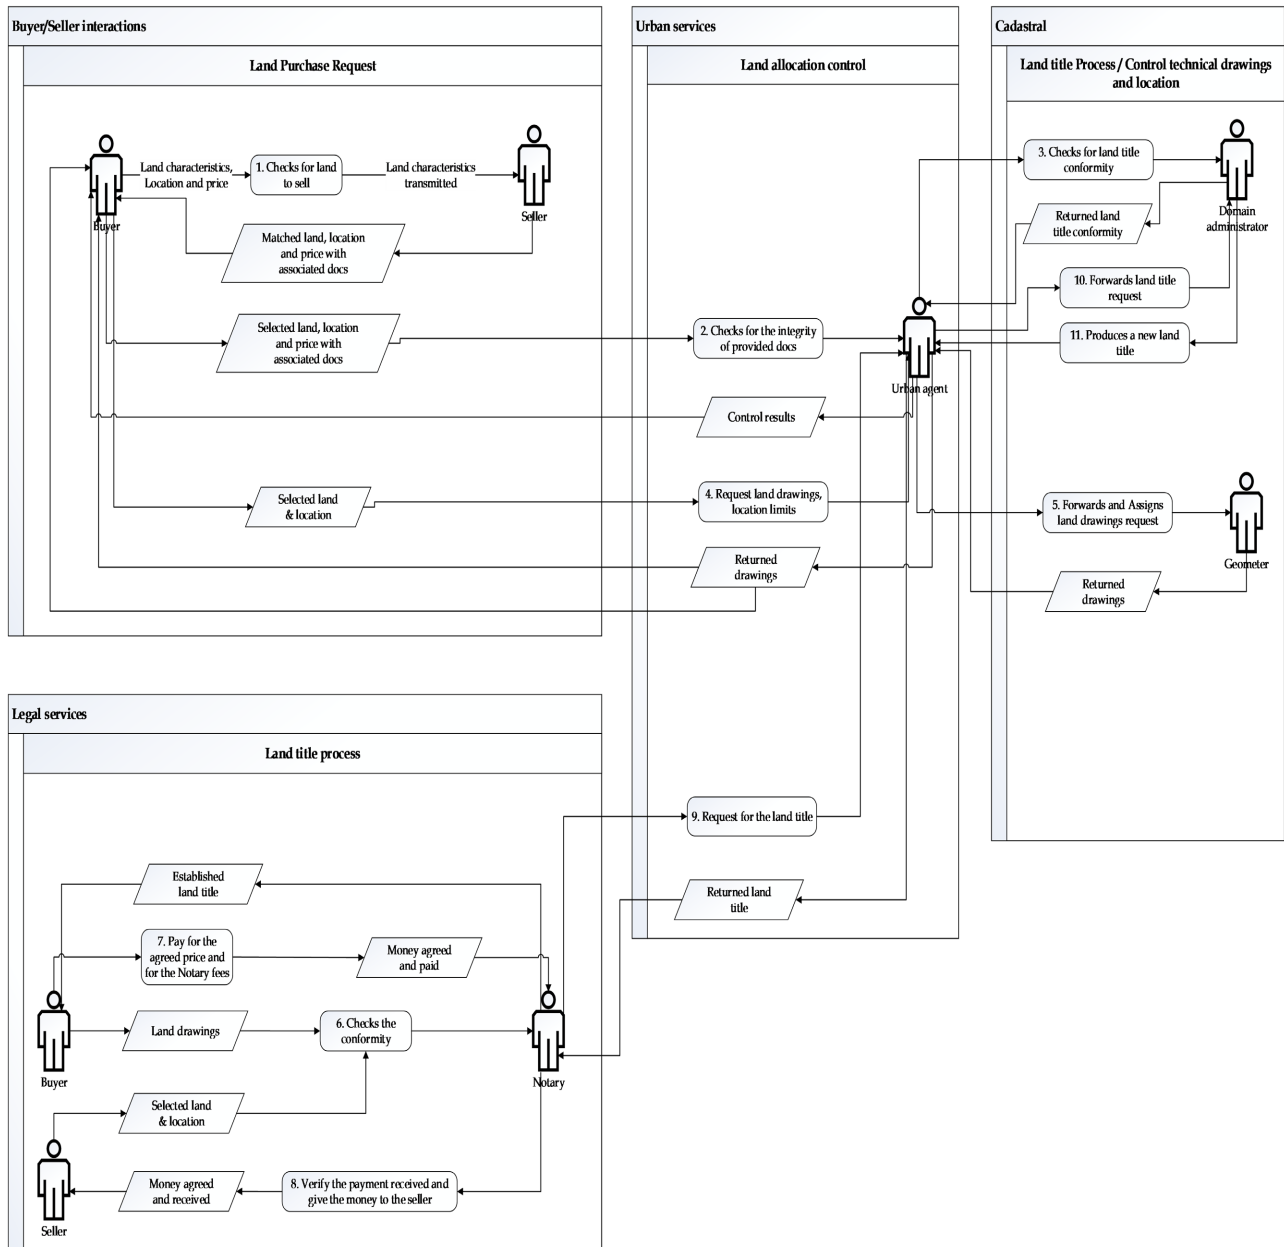 Buyer/Seller interactions
Land Purchase Request
Land characteristics,
Location and price
1. Checks for land
to sell
Land characteristics
transmitted
Buyer
Seller
Matched land, location
and price with
associated docs
Selected land, location
and price with
associated docs
Selected land
& location
Urban services
Land allocation control
2. Checks for the integrity
of provided docs
Urban agent
Control results
4. Request land drawings,
location limits
Returned
drawings
9. Request for the land title
Returned land
title
Cadastral
Land title Process / Control technical drawings
and location
3. Checks for land title
conformity
Domain
administrator
Returned land
title conformity
10. Forwards land title
request
11. Produces a new land
title
5. Forwards and Assigns
land drawings request
Geometer
Returned
drawings
Legal services
Land title process
Established
land title
7. Pay for the
agreed price and
for the Notary fees
Money agreed
and paid
Land drawings
6. Checks the
conformity
Buyer
Notary
Selected land
& location
Money agreed
and received
8. Verify the payment received and
give the money to the seller
Seller